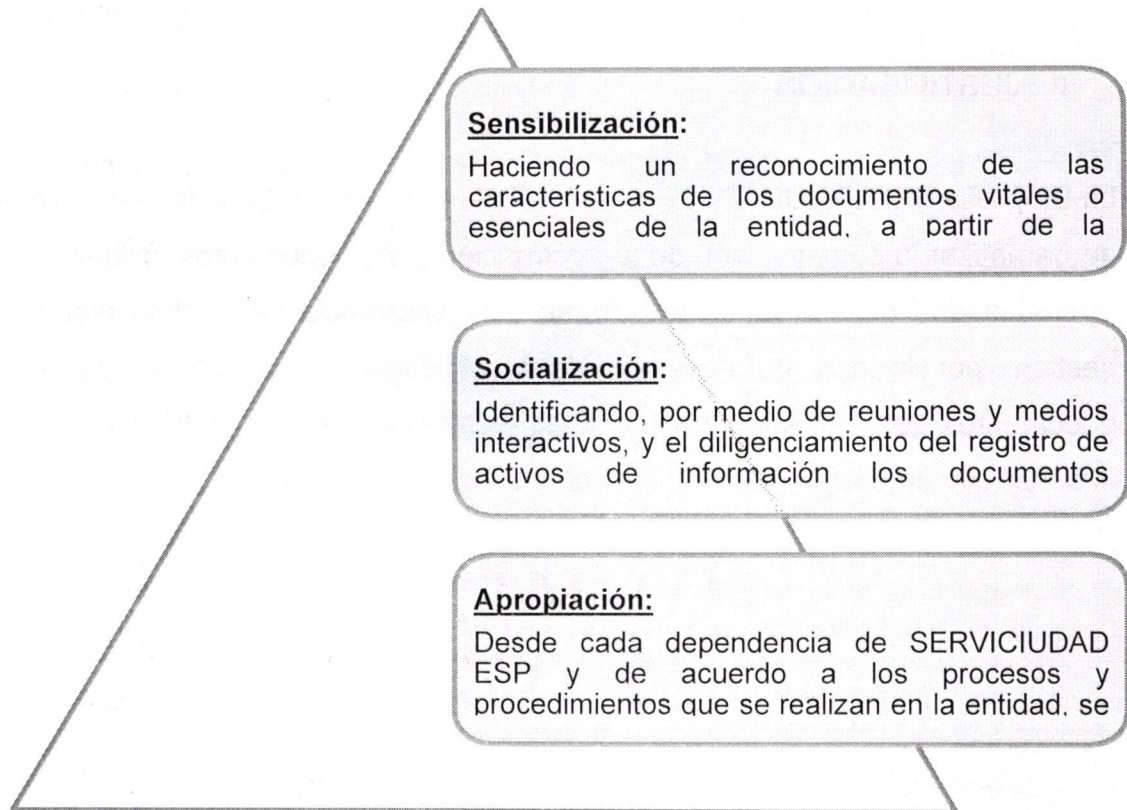 Sensibilización:
Haciendo un reconocimiento de las
características de los documentos vitales o
esenciales de la entidad, a partir de la
Socialización:
Identificando, por medio de reuniones y medios
interactivos, y el diligenciamiento del registro de
activos de información los documentos
Apropiación:
Desde cada dependencia de SERVICIUDAD
ESP y de acuerdo a los procesos y
procedimientos que se realizan en la entidad, se